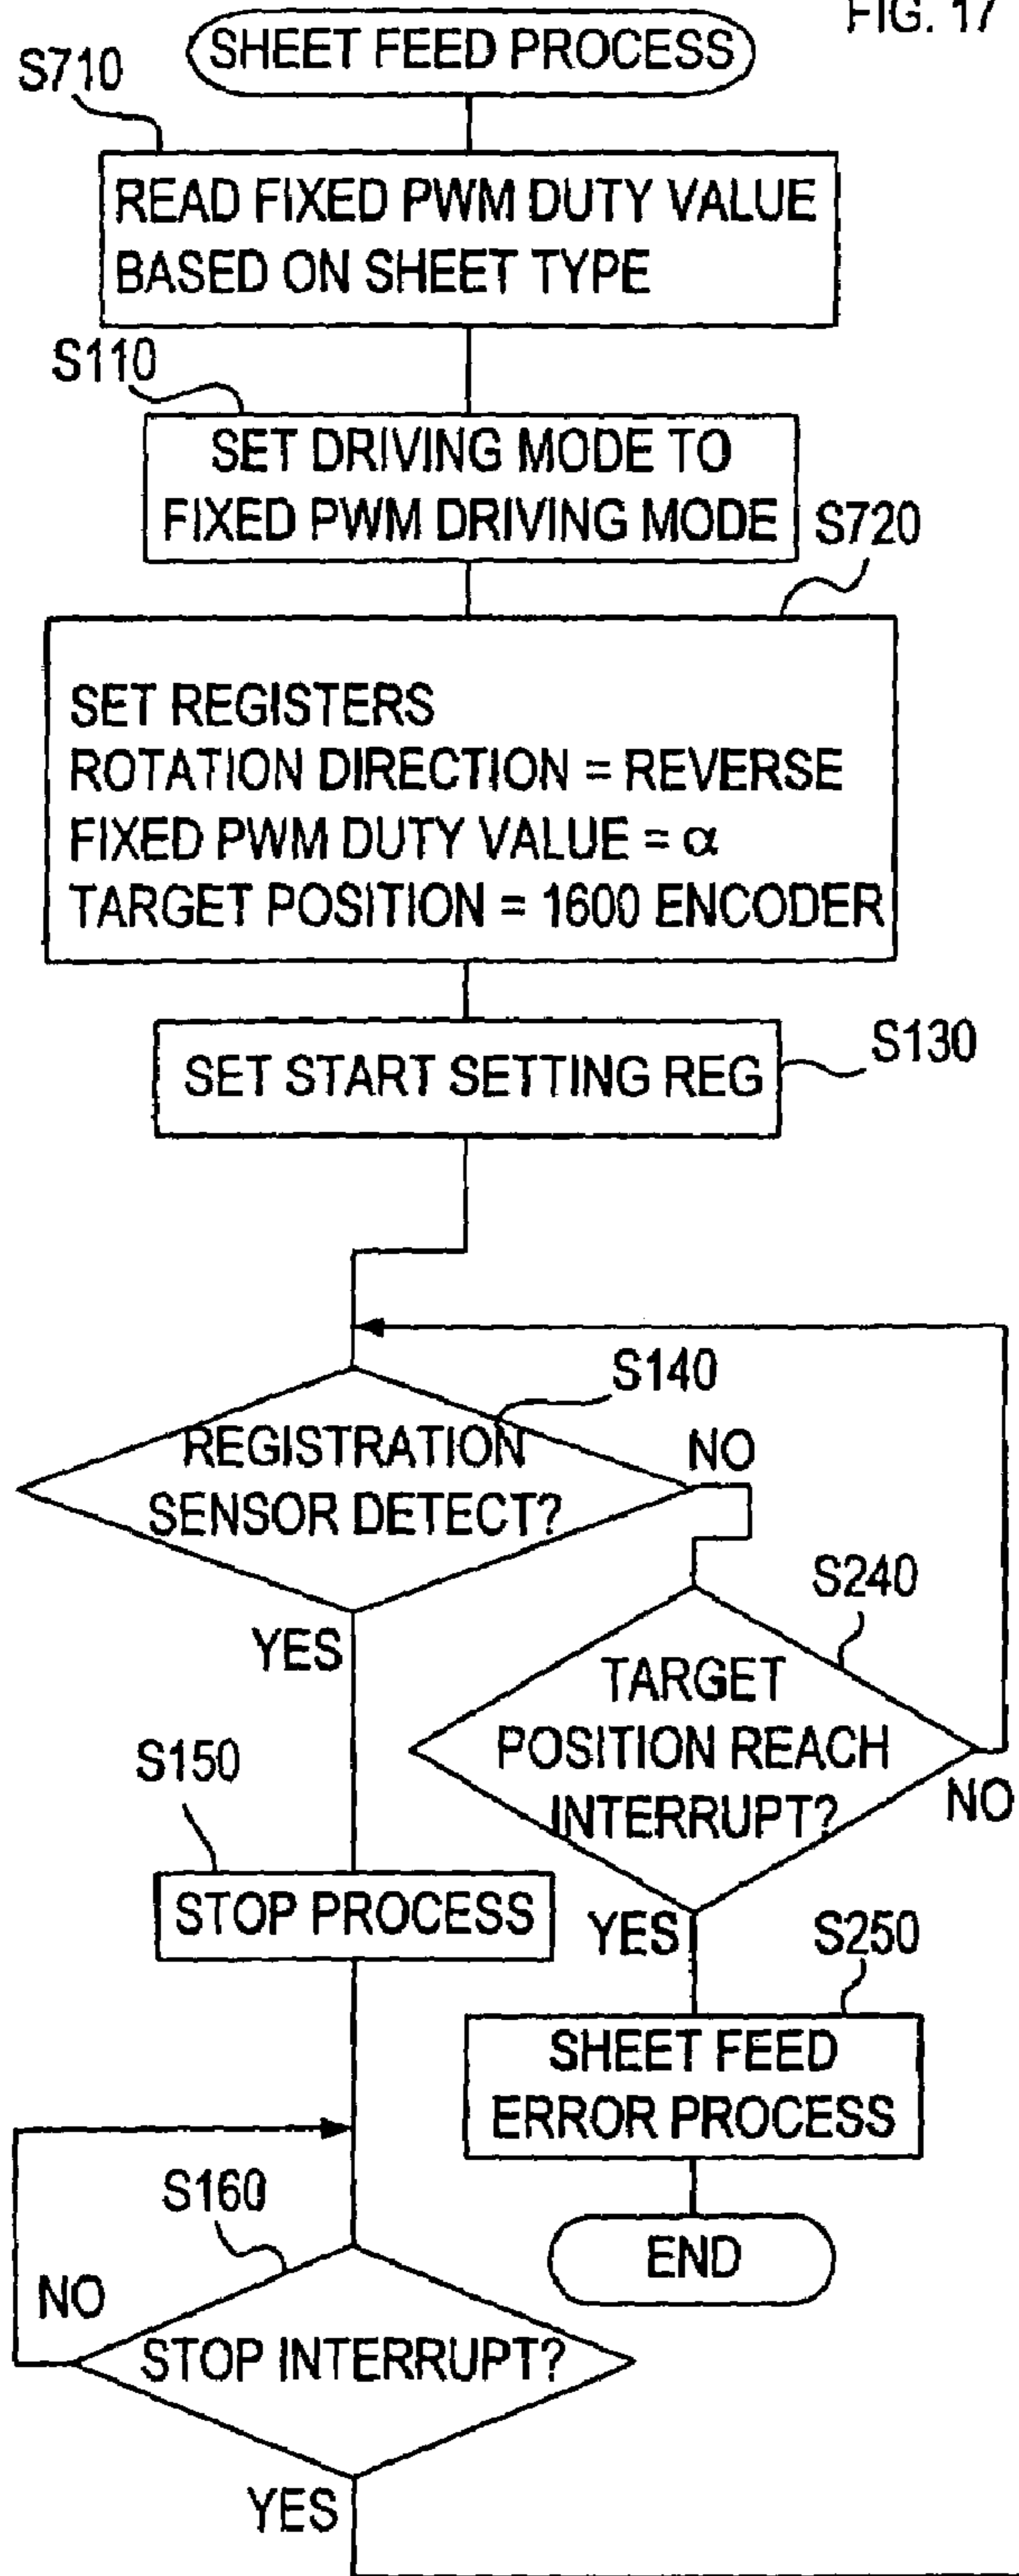 FIG. 17
SHEET FEED PROCESS
S710
READ FIXED PWM DUTY VALUE
BASED ON SHEET TYPE
S110
SET DRIVING MODE TO
FIXED PWM DRIVING MODE
S720
SET REGISTERS
ROTATION DIRECTION = REVERSE
FIXED PWM DUTY VALUE = α
TARGET POSITION = 1600 ENCODER
SET START SETTING REG
S130
S140
REGISTRATION
SENSOR DETECT?
NO
YES
S240
TARGET
POSITION REACH
INTERRUPT?
NO
S150
STOP PROCESS
YES
S250
SHEET FEED
ERROR PROCESS
END
S160
NO
STOP INTERRUPT?
YES